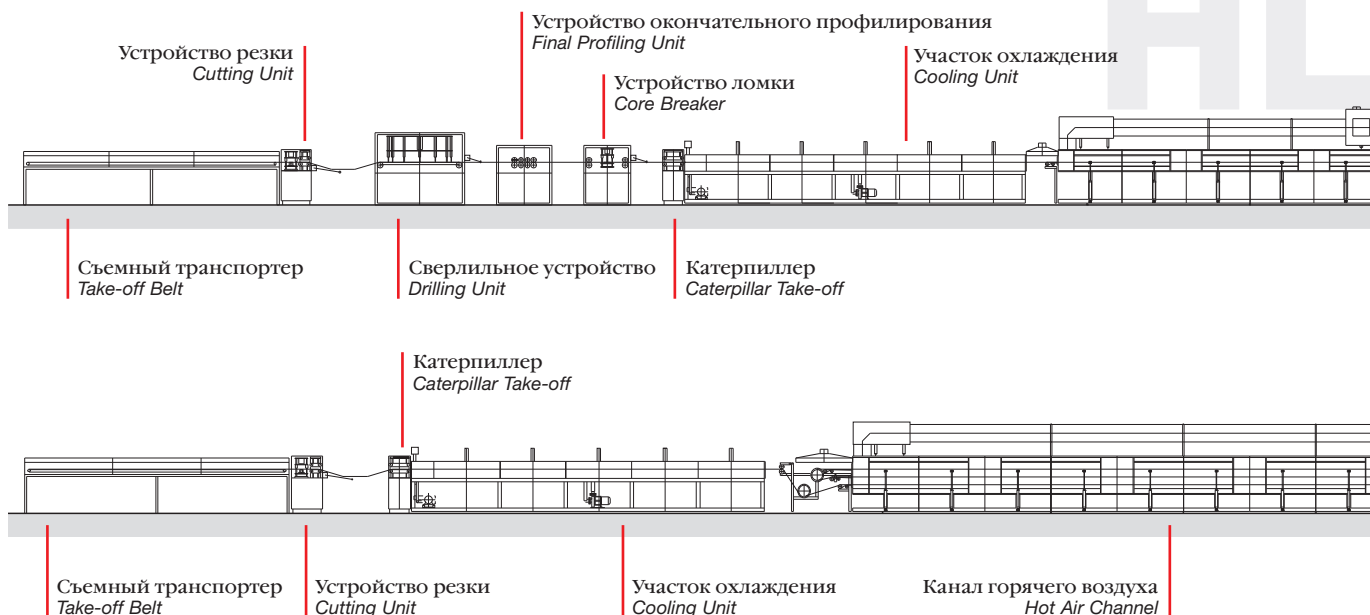 Устройство окончательного профилирования
Final Profiling Unit
Устройство резки
Cutting Unit
Участок охлаждения
Cooling Unit
Устройство ломки
Core Breaker
HL
Съемный транспортер
Take-off Belt
Сверлильное устройство
Drilling Unit
Катерпиллер
Caterpillar Take-off
Катерпиллер
Caterpillar Take-off
Съемный транспортер
Take-off Belt
Устройство резки
Cutting Unit
Участок охлаждения
Cooling Unit
Канал горячего воздуха
Hot Air Channel